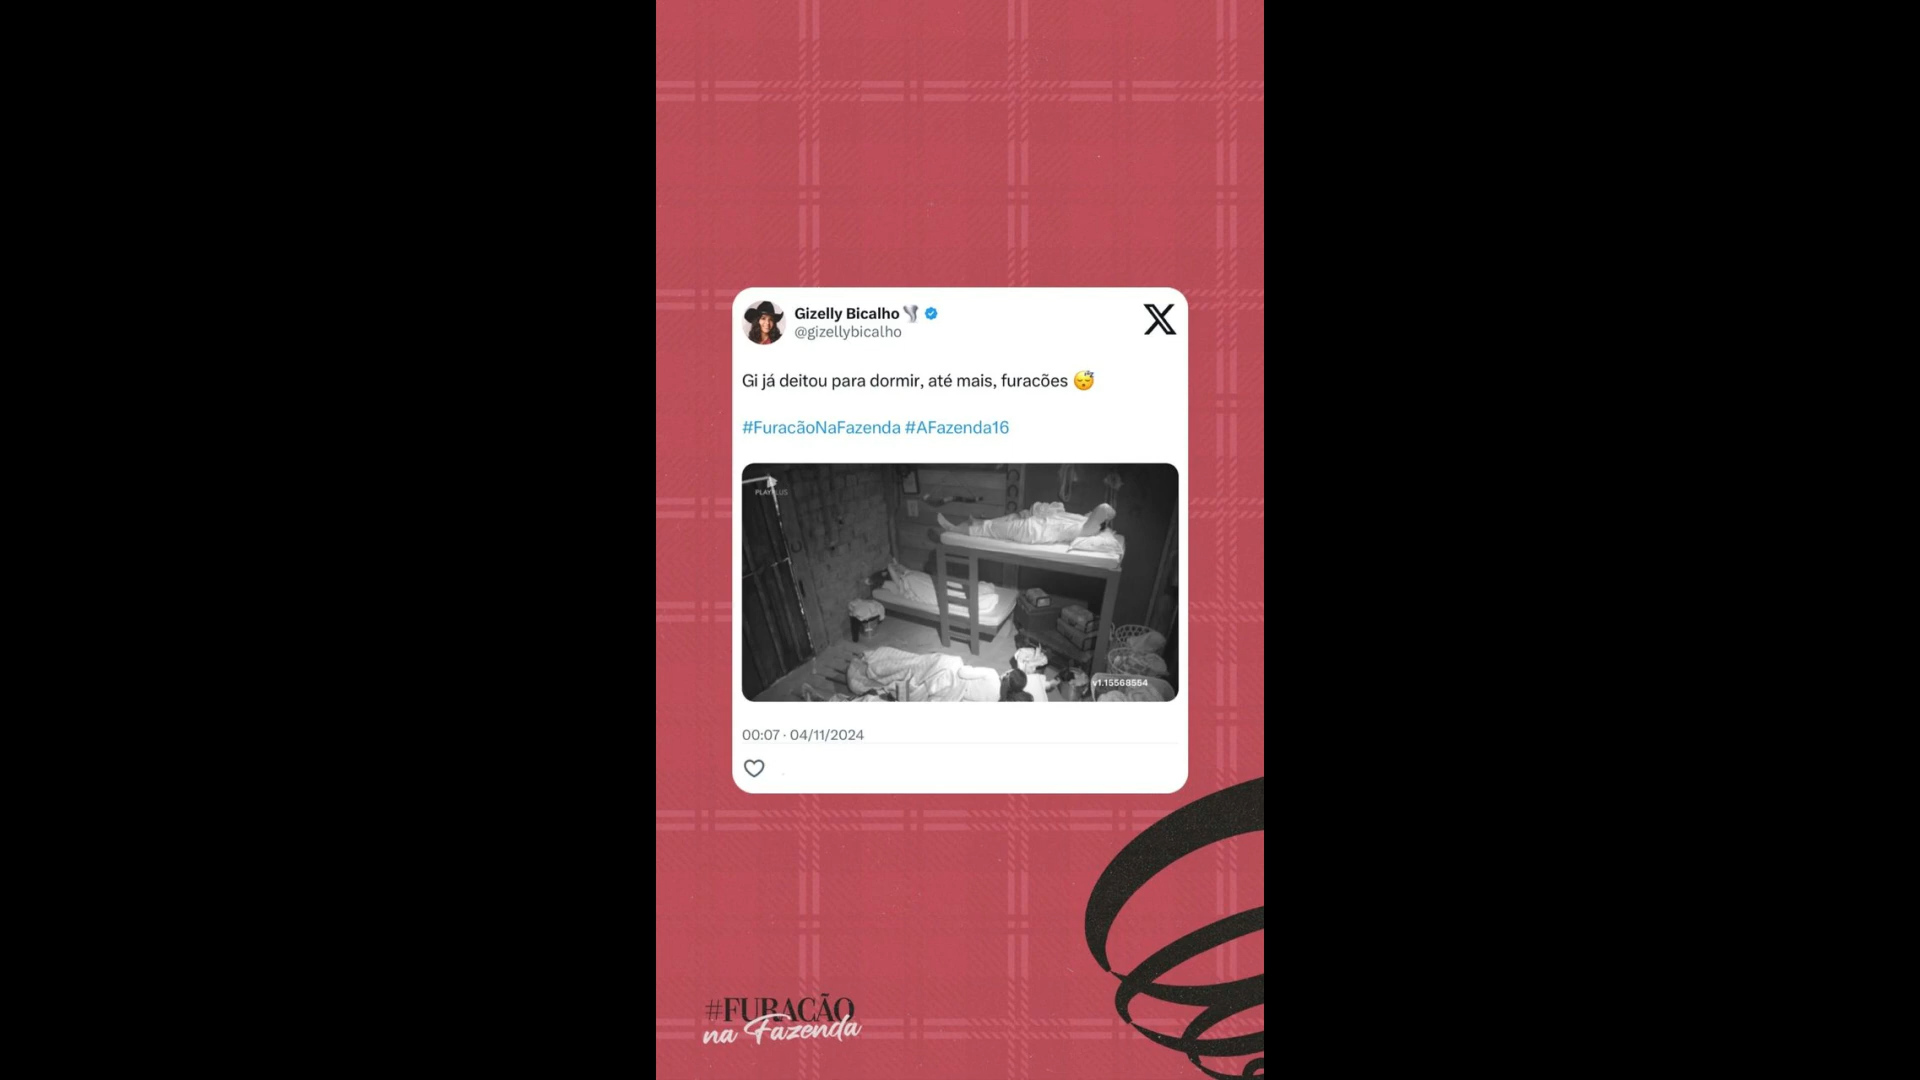 Gizelly Bicalho
@gizellybicalho
Gi já deitou para dormir, até mais, furacões 😴
#FuracãoNaFazenda #AFazenda16
PLAYPLUS
v1.15568554
00:07 · 04/11/2024
#FURACÃO
na Fazenda